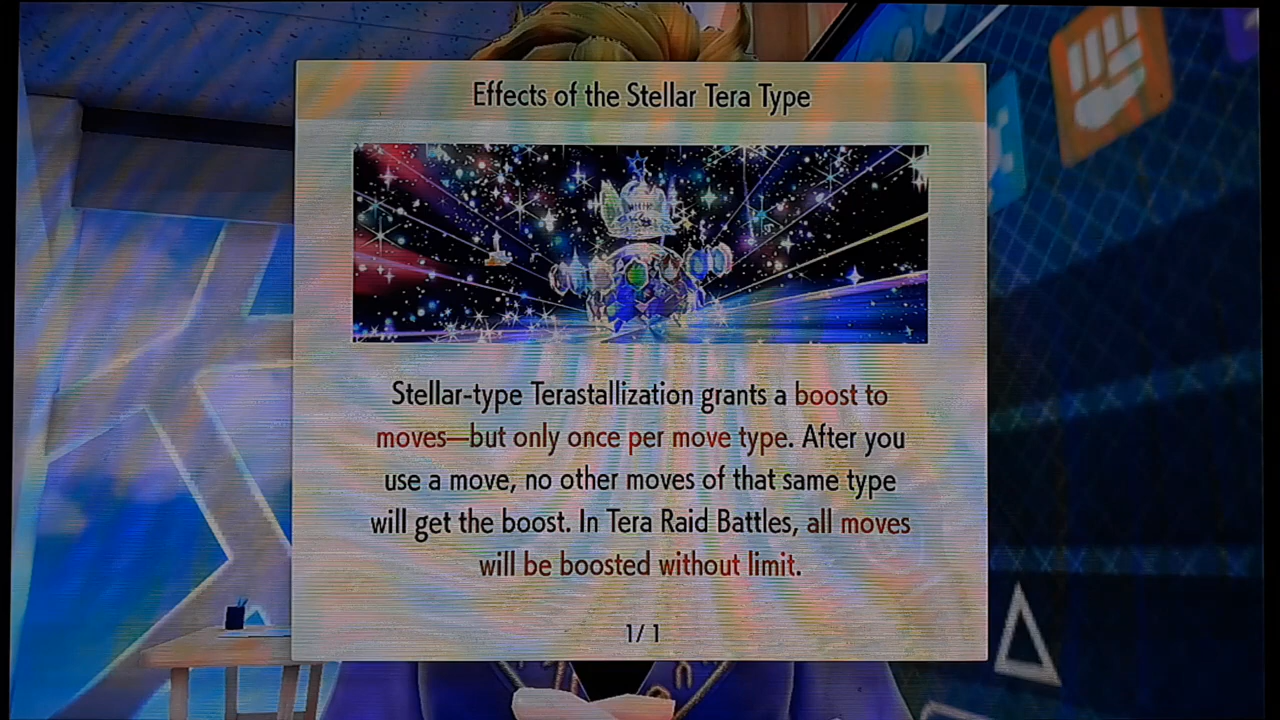 Effects of the Stellar Tera Type
Stellar-type Terastallization grants a boost to
moves—but only once per move type. After you
use a move, no other moves of that same type
will get the boost. In Tera Raid Battles, all moves
will be boosted without limit.
1/1